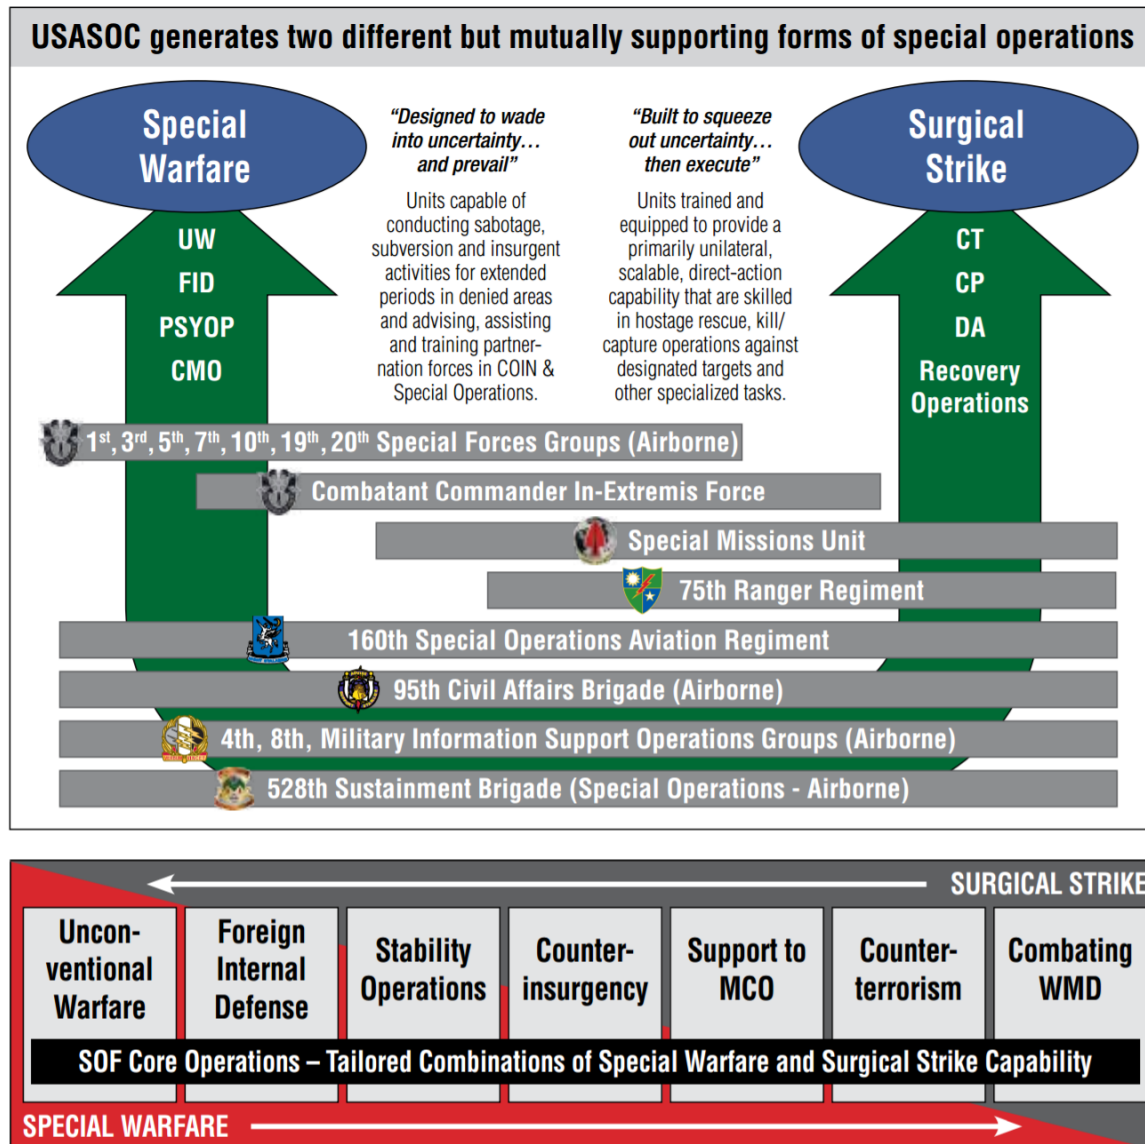 USASOC generates two different but mutually supporting forms of special operations
Special
Warfare
UW
FID
PSYOP
CMO
"Designed to wade
into uncertainty…
and prevail"
Units capable of
conducting sabotage,
subversion and insurgent
activities for extended
periods in denied areas
and advising, assisting
and training partner-
nation forces in COIN &
Special Operations.
"Built to squeeze
out uncertainty…
then execute"
Units trained and
equipped to provide a
primarily unilateral,
scalable, direct-action
capability that are skilled
in hostage rescue, kill/
capture operations against
designated targets and
other specialized tasks.
Surgical
Strike
CT
CP
DA
Recovery
Operations
1st, 3rd, 5th, 7th, 10th, 19th, 20th Special Forces Groups (Airborne)
Combatant Commander In-Extremis Force
Special Missions Unit
75th Ranger Regiment
160th Special Operations Aviation Regiment
95th Civil Affairs Brigade (Airborne)
4th, 8th, Military Information Support Operations Groups (Airborne)
528th Sustainment Brigade (Special Operations - Airborne)
SURGICAL STRIKE
Uncon-
ventional
Warfare
Foreign
Internal
Defense
Stability
Operations
Counter-
insurgency
Support to
MCO
Counter-
terrorism
Combating
WMD
SOF Core Operations – Tailored Combinations of Special Warfare and Surgical Strike Capability
SPECIAL WARFARE